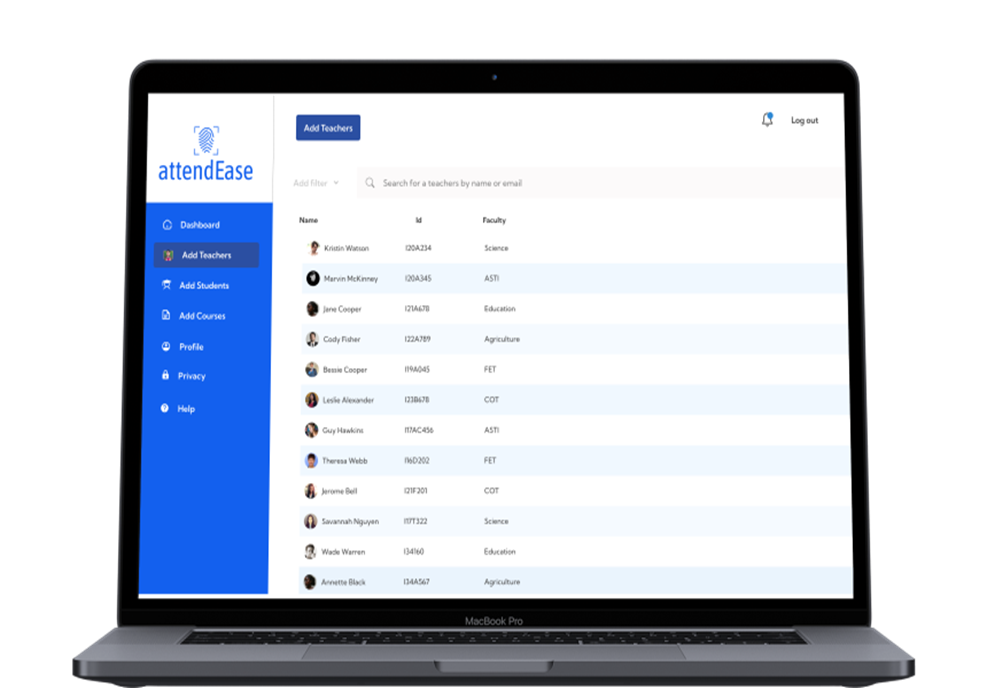 attendEase
Dashboard
Add Teachers
Add Students
Add Courses
Profile
Privacy
Help
Add Teachers
Log out
Add filter
Search for a teachers by name or email
Name Id Faculty
Kristin Watson I20A234 Science
Marvin McKinney I20A345 ASTI
Jane Cooper I21A678 Education
Cody Fisher I22A789 Agriculture
Bessie Cooper I19A045 FET
Leslie Alexander I23B678 COT
Guy Hawkins I17AC456 ASTI
Theresa Webb I16D202 FET
Jerome Bell I21F201 COT
Savannah Nguyen I17T322 Science
Wade Warren I34160 Education
Annette Black I34A567 Agriculture
MacBook Pro